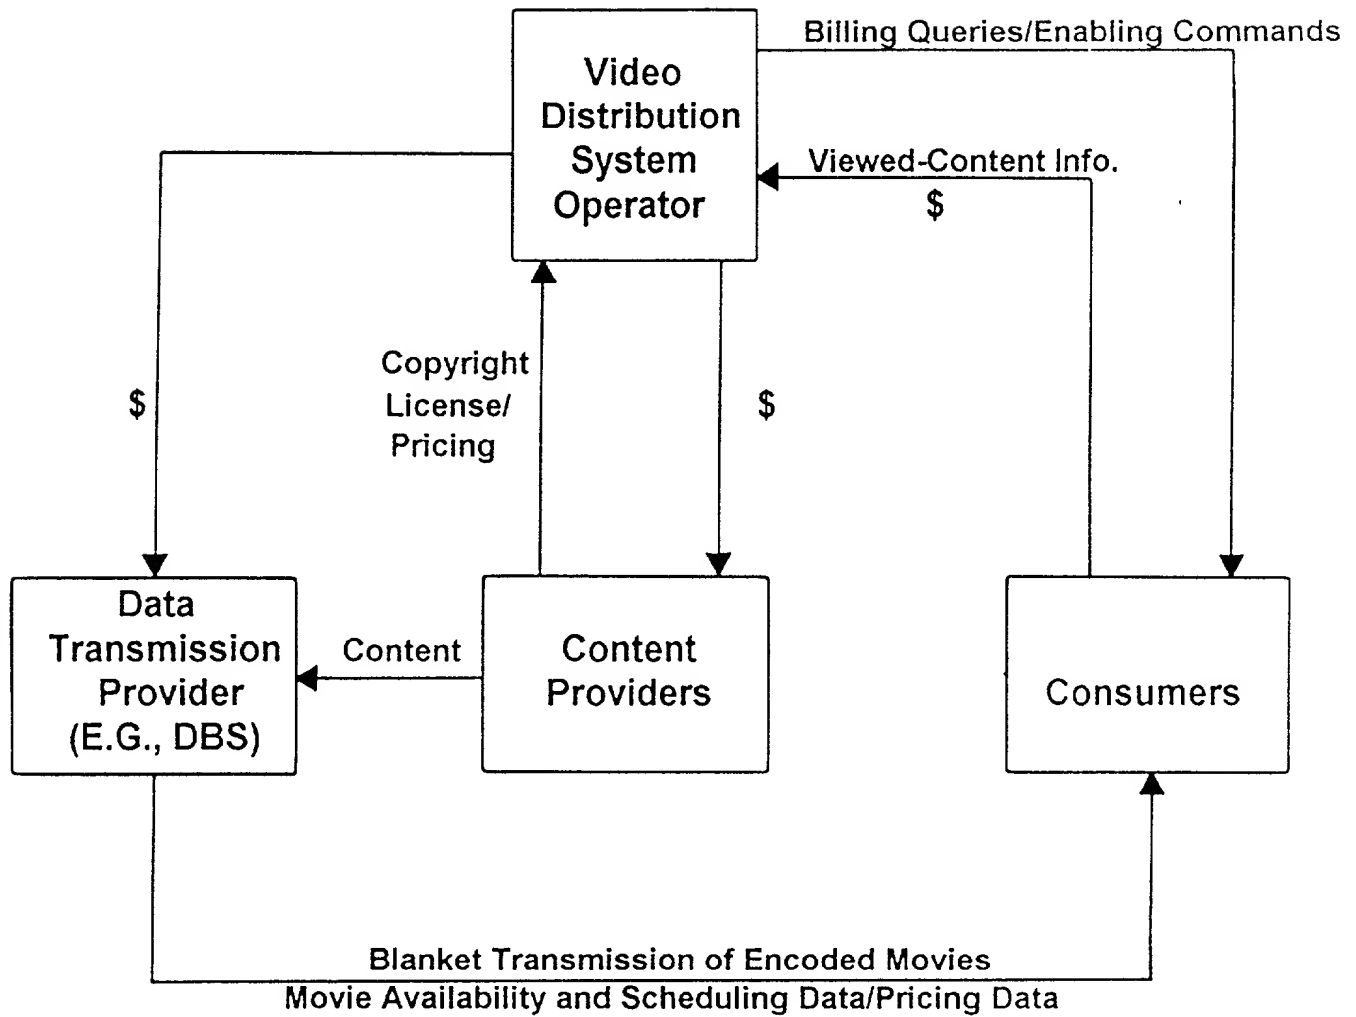 Billing Queries/Enabling Commands
Video
Distribution
System
Operator
Viewed-Content Info.
$
Copyright
License/
Pricing
$
$
Data
Transmission
Provider
(E.G., DBS)
Content
Content
Providers
Consumers
Blanket Transmission of Encoded Movies
Movie Availability and Scheduling Data/Pricing Data